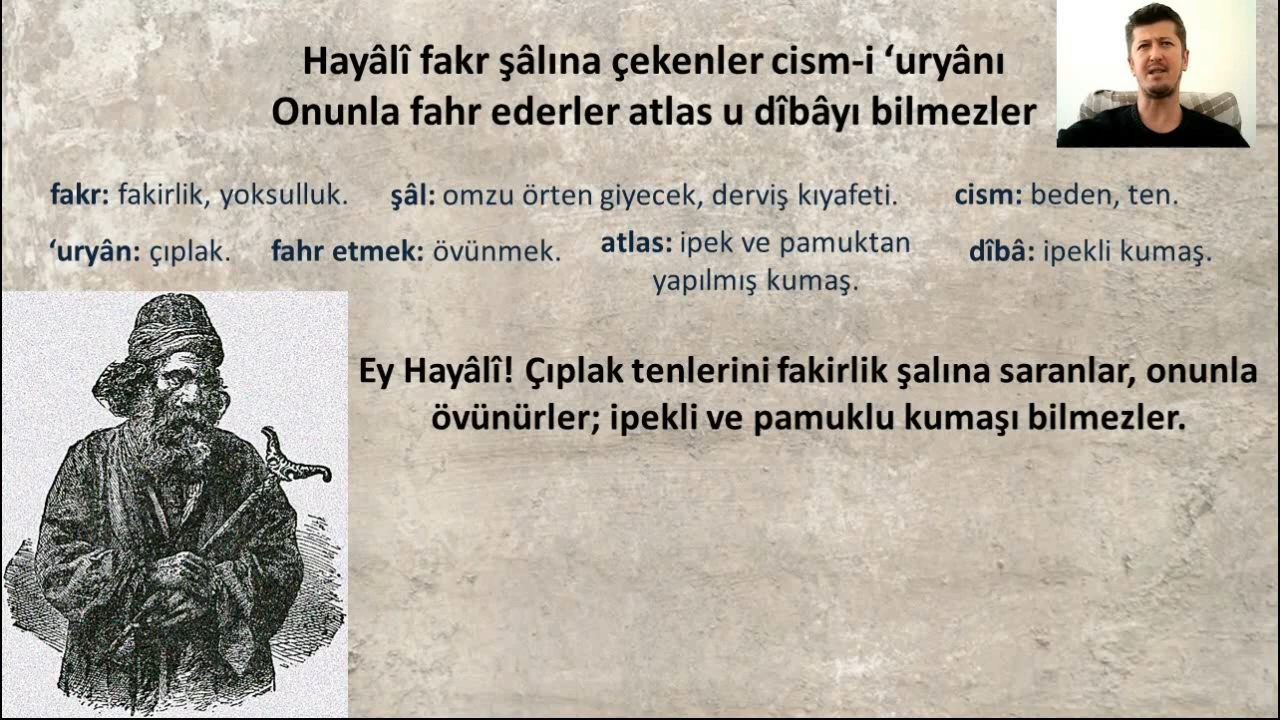 Hayâlî fakr şâlına çekenler cism-i ‘uryânı
Onunla fahr ederler atlas u dîbâyı bilmezler
fakr: fakirlik, yoksulluk. şâl: omzu örten giyecek, derviş kıyafeti. cism: beden, ten.
‘uryân: çıplak. fahr etmek: övünmek. atlas: ipek ve pamuktan dîbâ: ipekli kumaş.
yapılmış kumaş.
Ey Hayâlî! Çıplak tenlerini fakirlik şalına saranlar, onunla
övünürler; ipekli ve pamuklu kumaşı bilmezler.